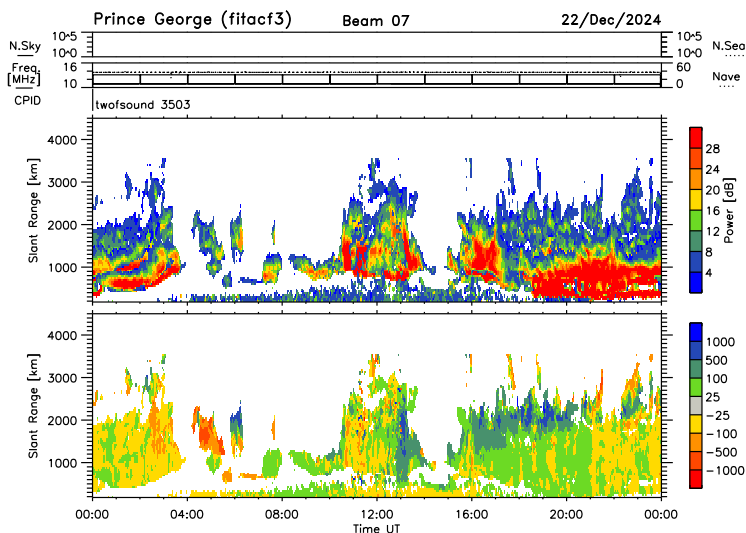 Prince George (fitacf3) Beam 07 22/Dec/2024
N.Sky 10^5 10^5 N.Sea
10^0 10^0
Freq. 16 60
[MHz] 10 0 Nave
CPID twofsound 3503
Slant Range [km] 4000 3000 2000 1000
28 24 20 16 12 8 4 Power [dB]
Slant Range [km] 4000 3000 2000 1000
1000 500 100 25 -25 -100 -500 -1000
00:00 04:00 08:00 12:00 16:00 20:00 00:00
Time UT